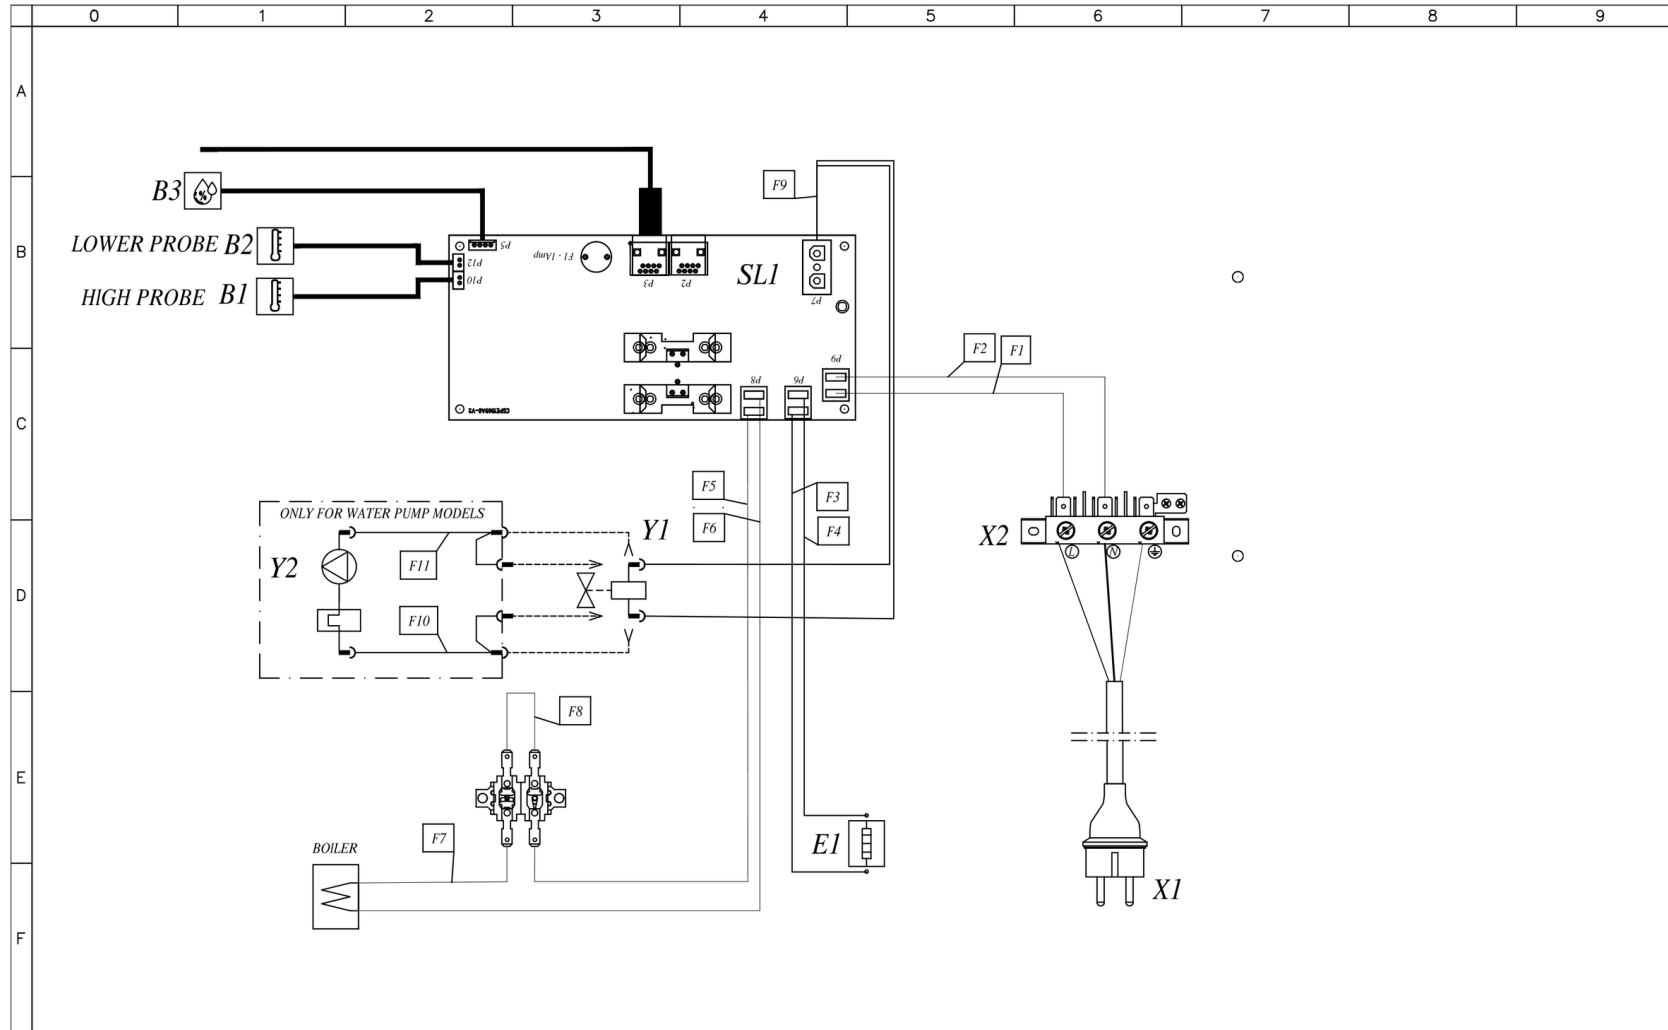 0 1 2 3 4 5 6 7 8 9
A
B3
F9
B
LOWER PROBE B2
P5
P12
F1 - 1Amp
SL1
P10
P3
P2
HIGH PROBE B1
P7
F2
F1
P9
P8
P6
C
F5
F3
ONLY FOR WATER PUMP MODELS
F6
F4
Y1
X2
L
N
Y2
F11
D
F10
F8
E
F7
E1
BOILER
X1
F